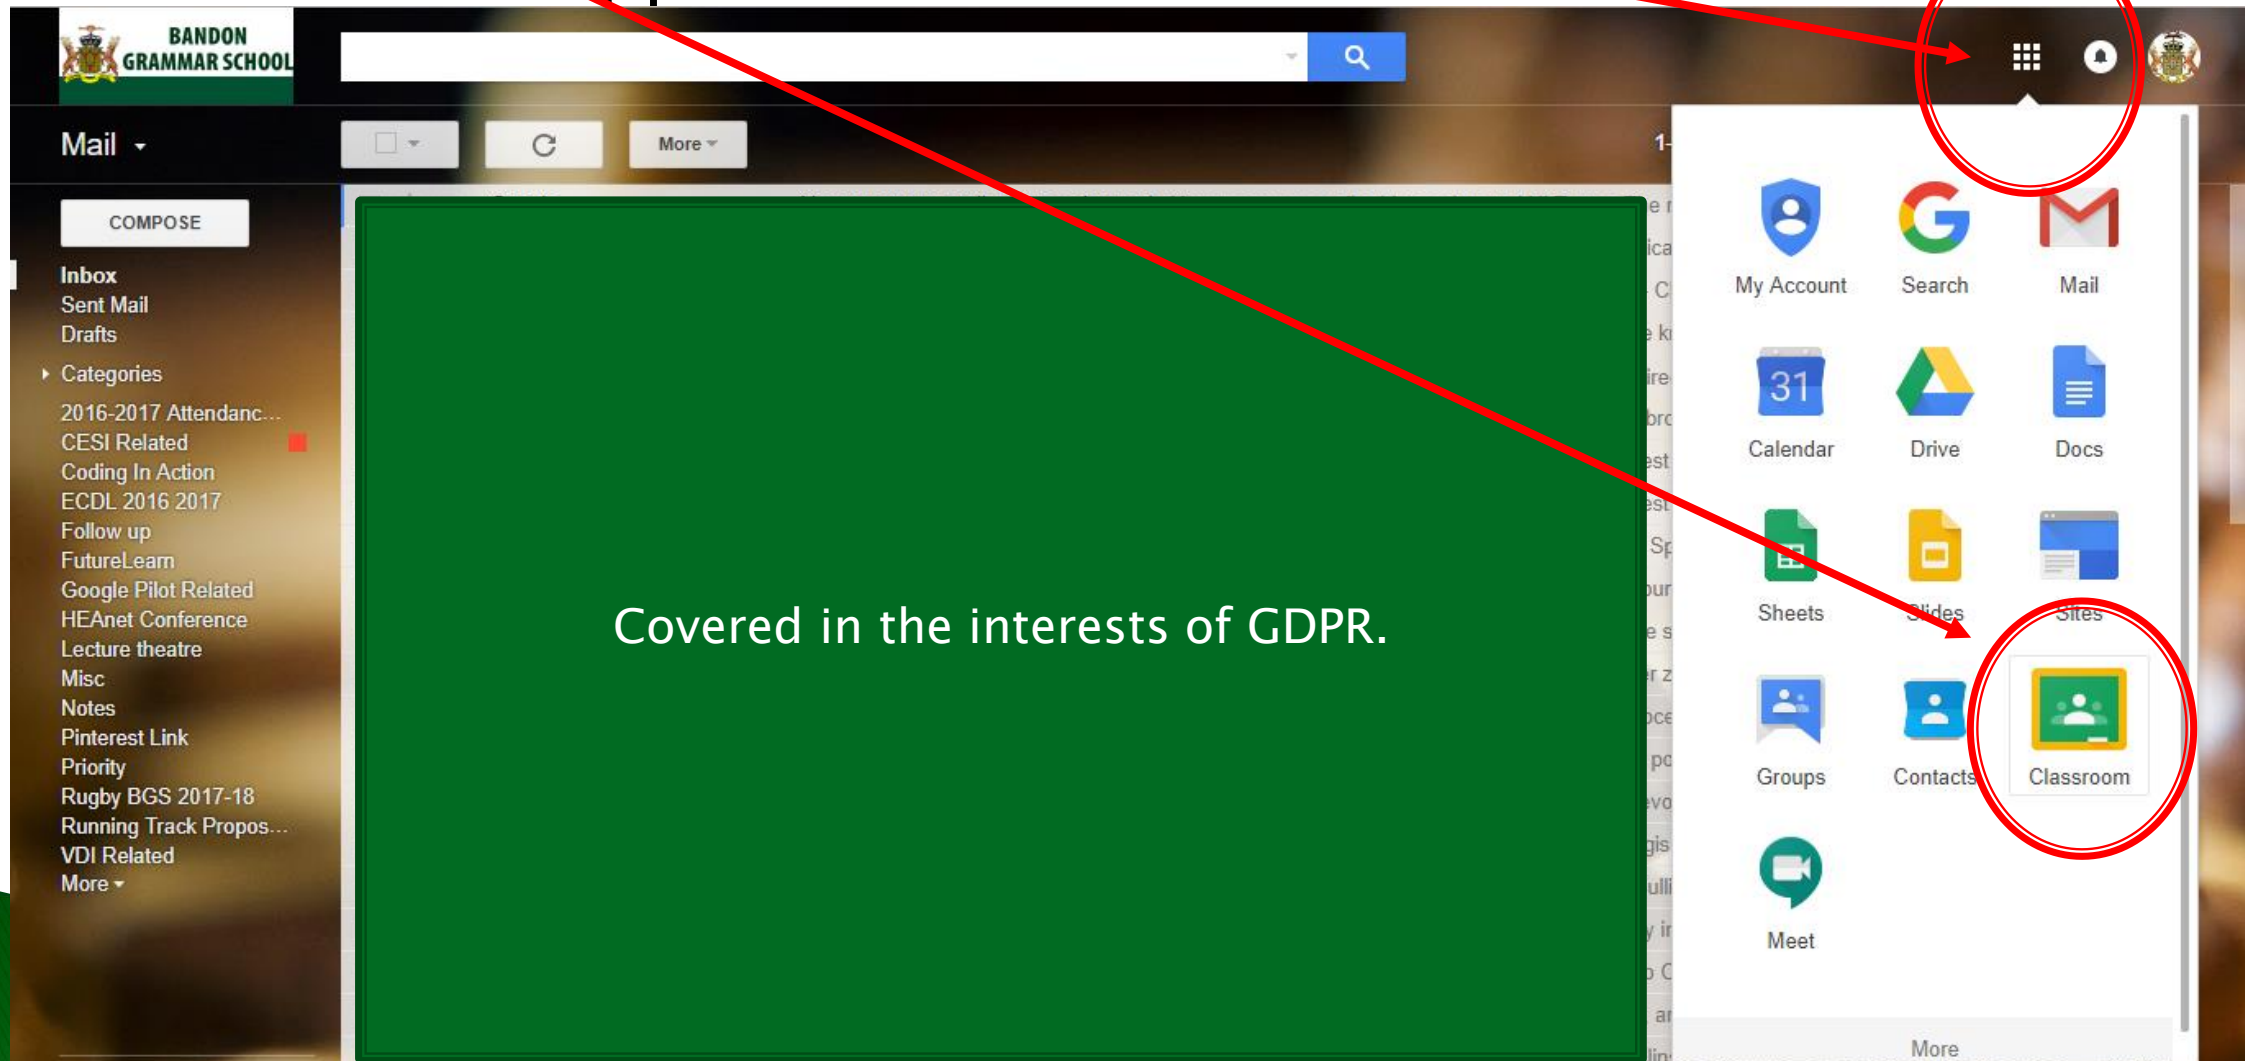 BANDON
GRAMMAR SCHOOL
Mail
More
1-
COMPOSE
Inbox
Sent Mail
Drafts
Categories
2016-2017 Attendanc...
CESI Related
Coding In Action
ECDL 2016 2017
Follow up
FutureLearn
Google Pilot Related
HEAnet Conference
Lecture theatre
Misc
Notes
Pinterest Link
Priority
Rugby BGS 2017-18
Running Track Propos...
VDI Related
More
Covered in the interests of GDPR.
My Account Search Mail
31
Calendar Drive Docs
Sheets Slides Sites
Groups Contacts Classroom
Meet
More